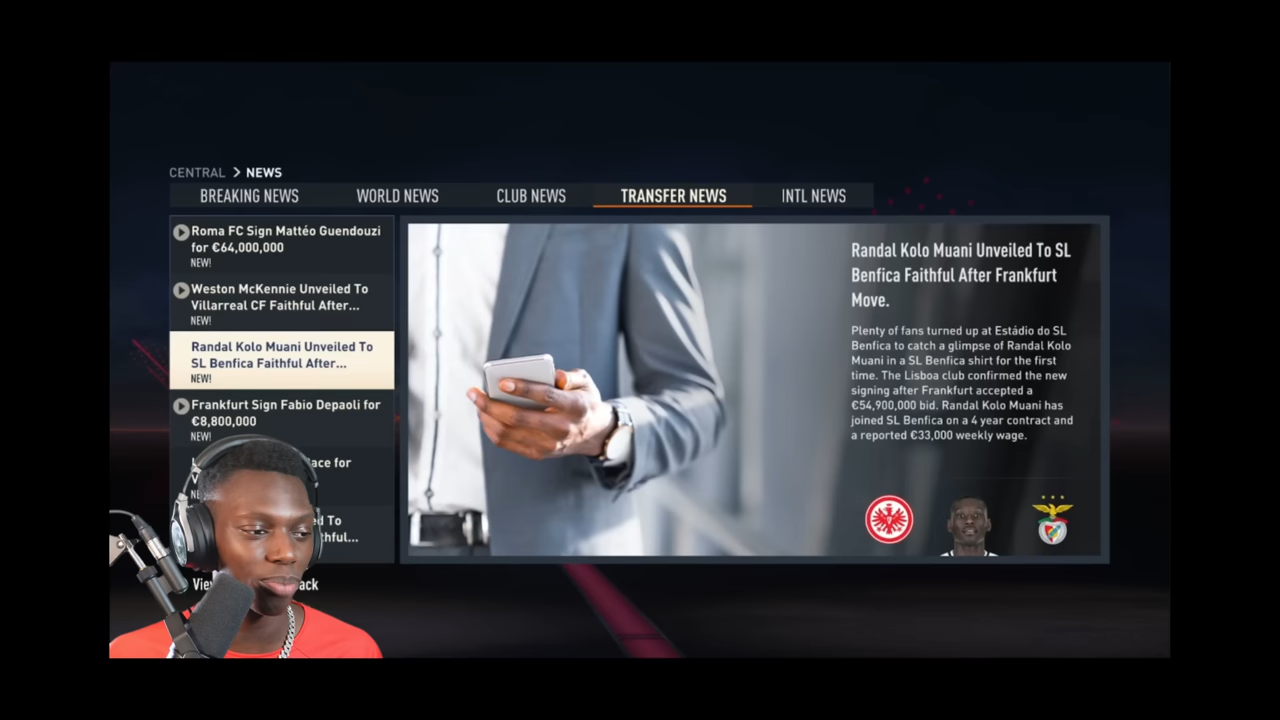 CENTRAL > NEWS
BREAKING NEWS
WORLD NEWS
CLUB NEWS
TRANSFER NEWS
INTL NEWS
Roma FC Sign Mattéo Guendouzi
for €64,000,000
NEW!
Weston McKennie Unveiled To
Villarreal CF Faithful After...
NEW!
Randal Kolo Muani Unveiled To
SL Benfica Faithful After...
NEW!
Frankfurt Sign Fabio Depaoli for
€8,800,000
NEW!
for
To
Randal Kolo Muani Unveiled To SL
Benfica Faithful After Frankfurt
Move.
Plenty of fans turned up at Estádio do SL
Benfica to catch a glimpse of Randal Kolo
Muani in a SL Benfica shirt for the first
time. The Lisboa club confirmed the new
signing after Frankfurt accepted a
€54,900,000 bid. Randal Kolo Muani has
joined SL Benfica on a 4 year contract and
a reported €33,000 weekly wage.